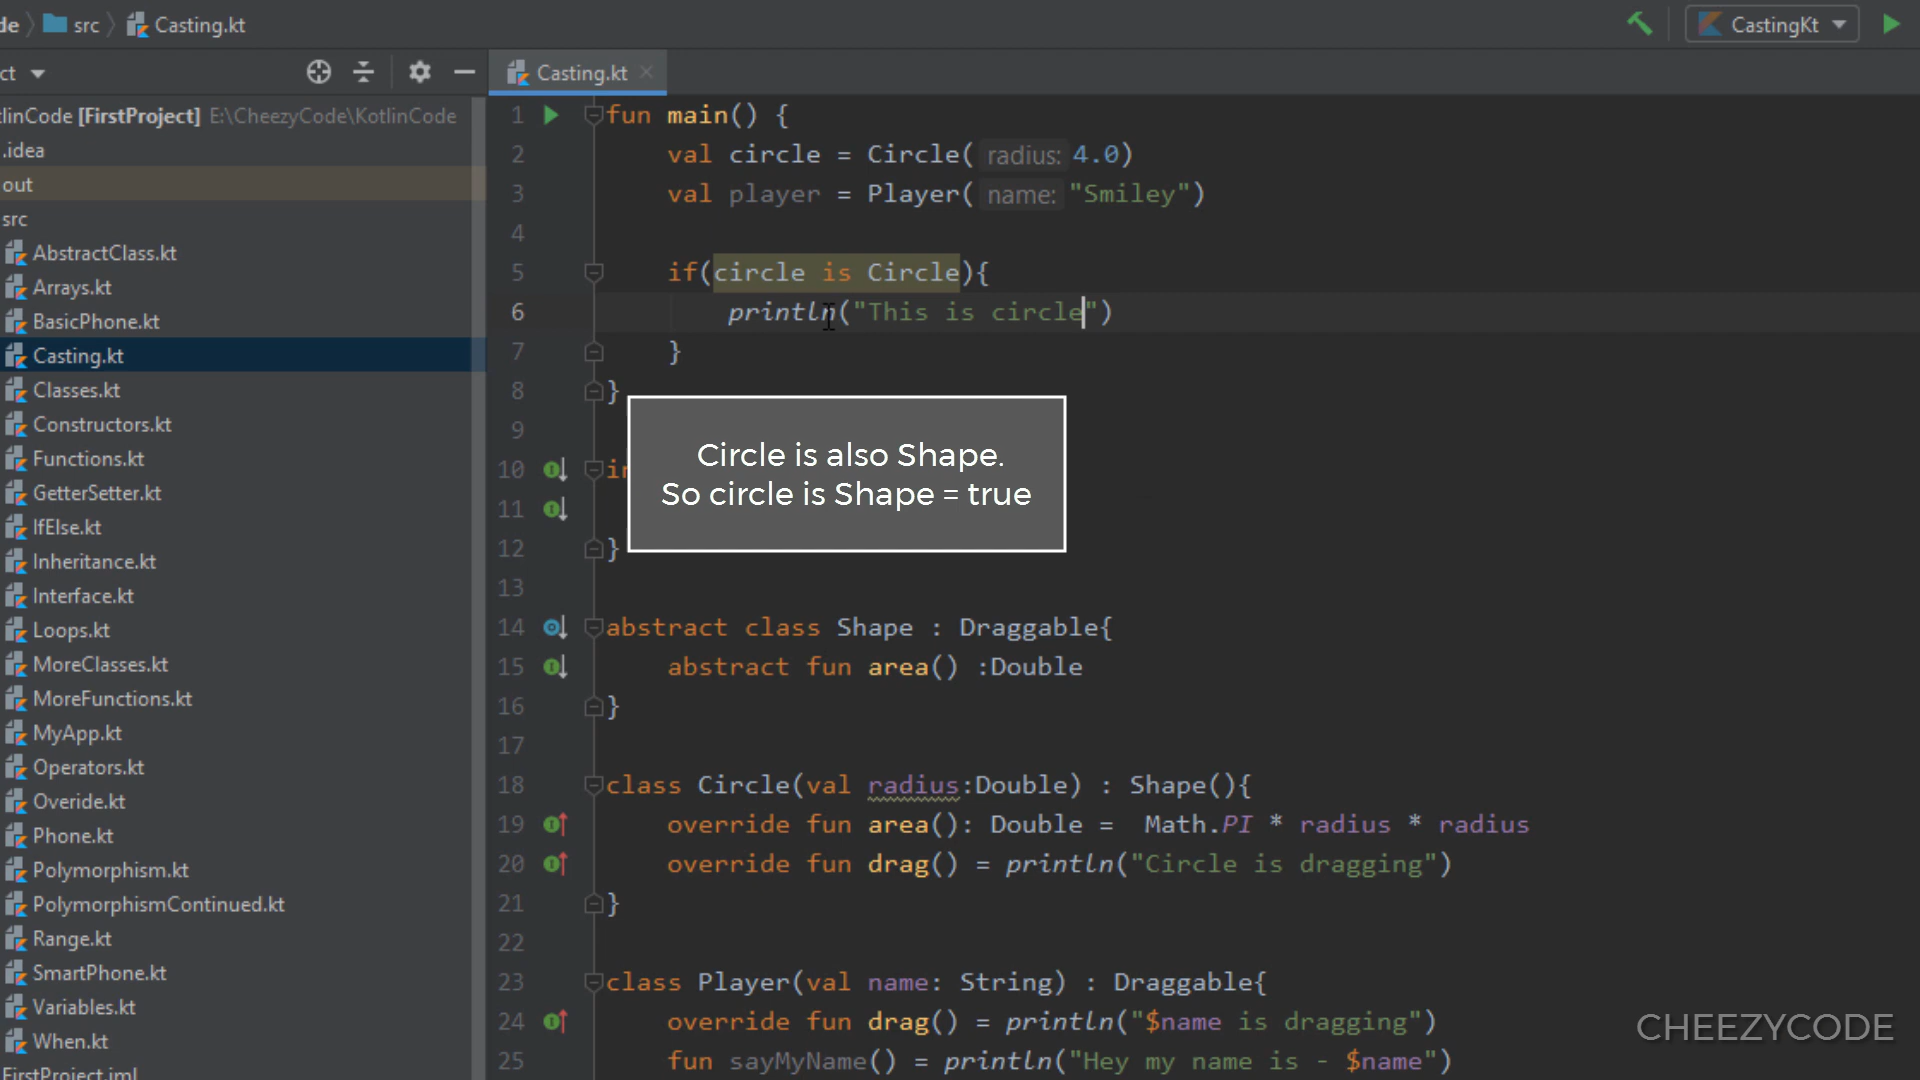 de src Casting.kt CastingKt
ct Casting.kt
linCode [FirstProject] E:\CheezyCode\KotlinCode
.idea
out
src
AbstractClass.kt
Arrays.kt
BasicPhone.kt
Casting.kt
Classes.kt
Constructors.kt
Functions.kt
GetterSetter.kt
IfElse.kt
Inheritance.kt
Interface.kt
Loops.kt
MoreClasses.kt
MoreFunctions.kt
MyApp.kt
Operators.kt
Overide.kt
Phone.kt
Polymorphism.kt
PolymorphismContinued.kt
Range.kt
SmartPhone.kt
Variables.kt
When.kt
FirstProject.iml
1 fun main() {
2 val circle = Circle( radius: 4.0)
3 val player = Player( name: "Smiley")
4
5 if(circle is Circle){
6 println("This is circle")
7 }
8 }
9
10 in
11
12 }
13
14 abstract class Shape : Draggable{
15 abstract fun area() :Double
16 }
17
18 class Circle(val radius:Double) : Shape(){
19 override fun area(): Double =  Math.PI * radius * radius
20 override fun drag() = println("Circle is dragging")
21 }
22
23 class Player(val name: String) : Draggable{
24 override fun drag() = println("$name is dragging")
25 fun sayMyName() = println("Hey my name is - $name")
Circle is also Shape.
So circle is Shape = true
CHEEZYCODE